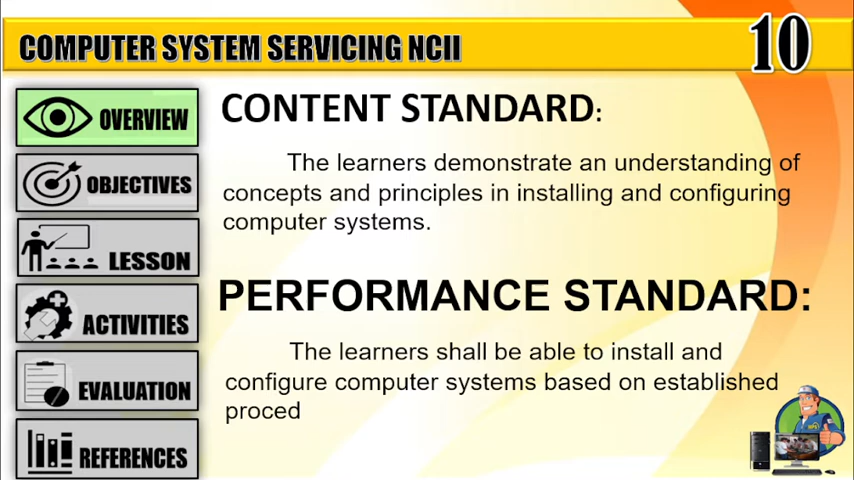 COMPUTER SYSTEM SERVICING NCII
10
OVERVIEW
OBJECTIVES
LESSON
ACTIVITIES
EVALUATION
REFERENCES
CONTENT STANDARD:
The learners demonstrate an understanding of
concepts and principles in installing and configuring
computer systems.
PERFORMANCE STANDARD:
The learners shall be able to install and
configure computer systems based on established
proced